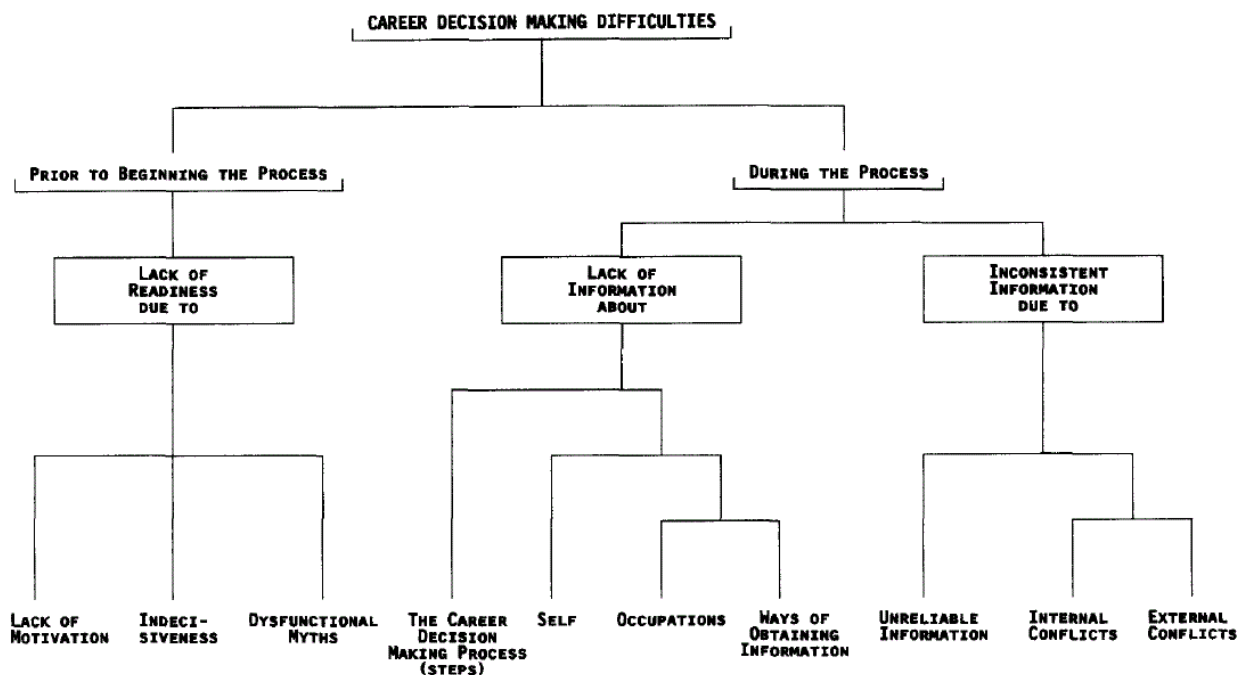 CAREER DECISION MAKING DIFFICULTIES
PRIOR TO BEGINNING THE PROCESS
DURING THE PROCESS
LACK OF
READINESS
DUE TO
LACK OF
INFORMATION
ABOUT
INCONSISTENT
INFORMATION
DUE TO
LACK OF
MOTIVATION
INDECI-
SIVENESS
DYSFUNCTIONAL
MYTHS
THE CAREER
DECISION
MAKING PROCESS
(STEPS)
SELF
OCCUPATIONS
WAYS OF
OBTAINING
INFORMATION
UNRELIABLE
INFORMATION
INTERNAL
CONFLICTS
EXTERNAL
CONFLICTS